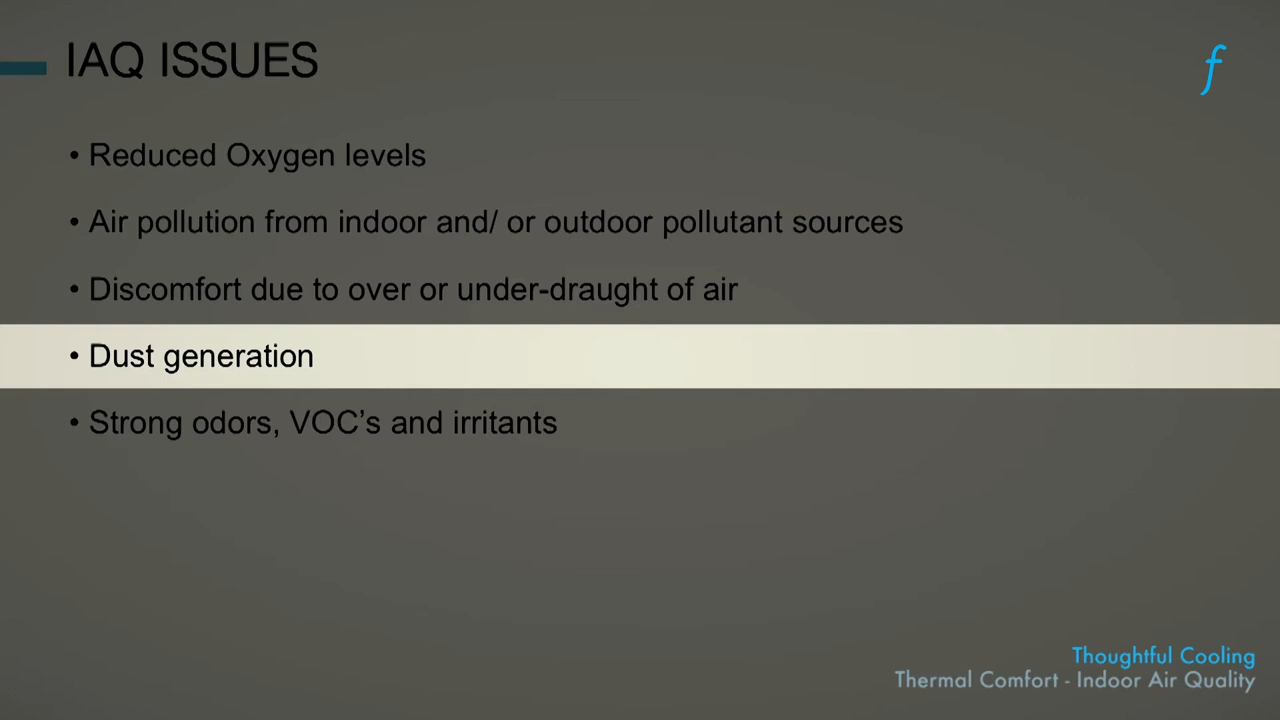 IAQ ISSUES
f
• Reduced Oxygen levels
• Air pollution from indoor and/ or outdoor pollutant sources
• Discomfort due to over or under-draught of air
• Dust generation
• Strong odors, VOC’s and irritants
Thoughtful Cooling
Thermal Comfort - Indoor Air Quality